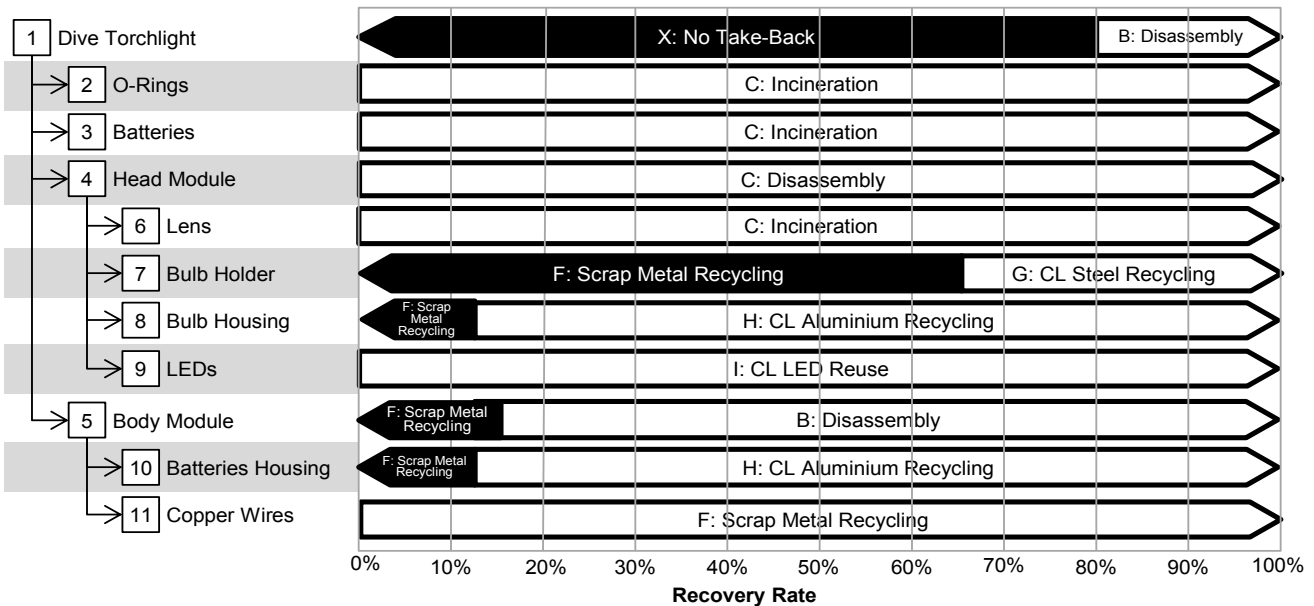 1 Dive Torchlight X: No Take-Back B: Disassembly
2 O-Rings C: Incineration
3 Batteries C: Incineration
4 Head Module C: Disassembly
6 Lens C: Incineration
7 Bulb Holder F: Scrap Metal Recycling G: CL Steel Recycling
8 Bulb Housing F: Scrap
Metal
Recycling
H: CL Aluminium Recycling
9 LEDs I: CL LED Reuse
5 Body Module F: Scrap Metal
Recycling
B: Disassembly
10 Batteries Housing F: Scrap Metal
Recycling
H: CL Aluminium Recycling
11 Copper Wires F: Scrap Metal Recycling
0% 10% 20% 30% 40% 50% 60% 70% 80% 90% 100%
Recovery Rate